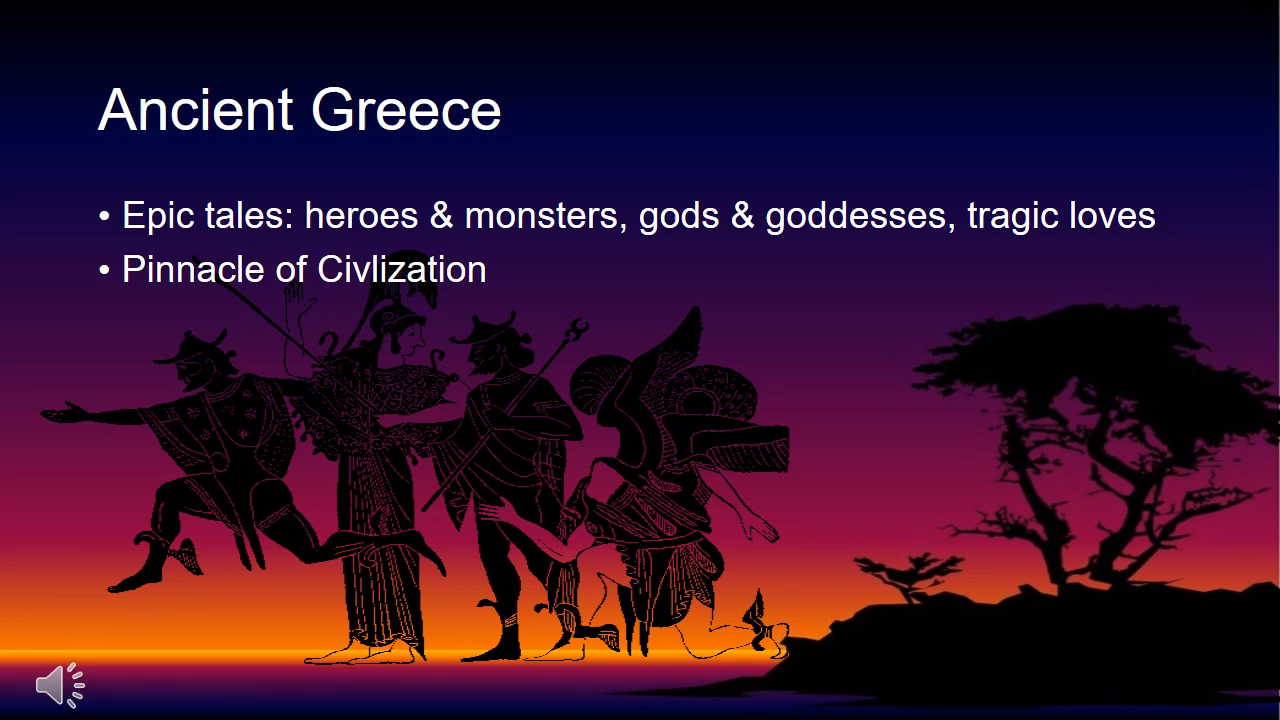 Ancient Greece
• Epic tales: heroes & monsters, gods & goddesses, tragic loves
• Pinnacle of Civlization